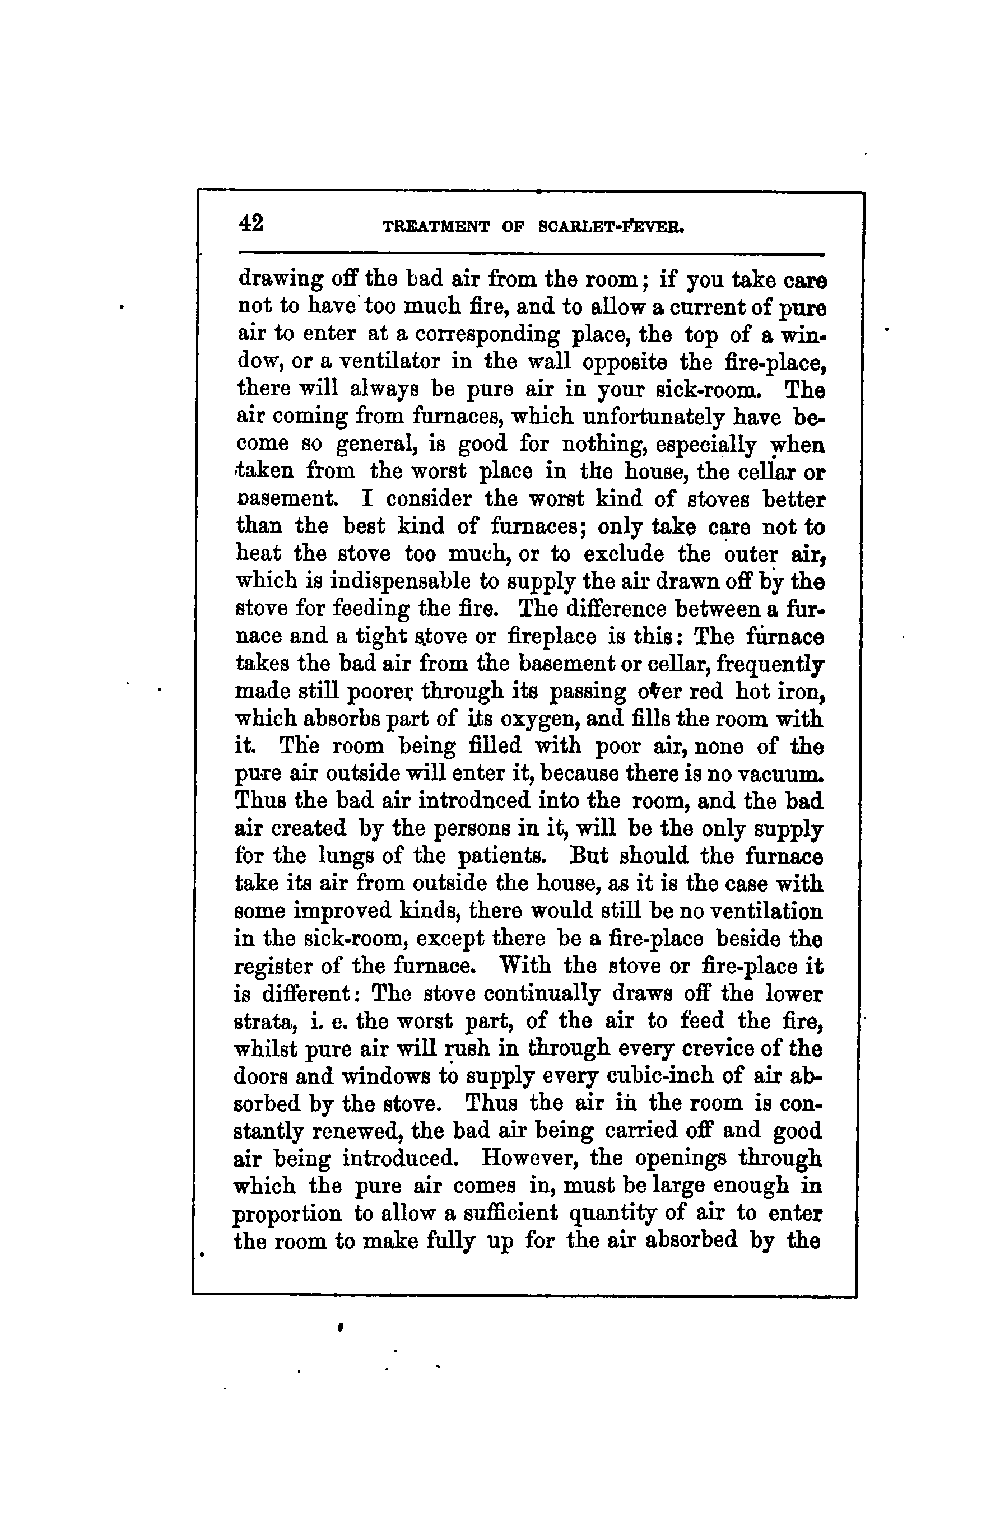 42 TREATMENT OF SCARLET-FEVER.
drawing off the bad air from the room; if you take care
not to have too much fire, and to allow a current of pure
air to enter at a corresponding place, the top of a win-
dow, or a ventilator in the wall opposite the fire-place,
there will always be pure air in your sick-room. The
air coming from furnaces, which unfortunately have be-
come so general, is good for nothing, especially when
taken from the worst place in the house, the cellar or
basement. I consider the worst kind of stoves better
than the best kind of furnaces; only take care not to
heat the stove too much, or to exclude the outer air,
which is indispensable to supply the air drawn off by the
stove for feeding the fire. The difference between a fur-
nace and a tight stove or fireplace is this: The furnace
takes the bad air from the basement or cellar, frequently
made still poorer through its passing over red hot iron,
which absorbs part of its oxygen, and fills the room with
it. The room being filled with poor air, none of the
pure air outside will enter it, because there is no vacuum.
Thus the bad air introdnced into the room, and the bad
air created by the persons in it, will be the only supply
for the lungs of the patients. But should the furnace
take its air from outside the house, as it is the case with
some improved kinds, there would still be no ventilation
in the sick-room, except there be a fire-place beside the
register of the furnace. With the stove or fire-place it
is different: The stove continually draws off the lower
strata, i. e. the worst part, of the air to feed the fire,
whilst pure air will rush in through every crevice of the
doors and windows to supply every cubic-inch of air ab-
sorbed by the stove. Thus the air in the room is con-
stantly renewed, the bad air being carried off and good
air being introduced. However, the openings through
which the pure air comes in, must be large enough in
proportion to allow a sufficient quantity of air to enter
the room to make fully up for the air absorbed by the